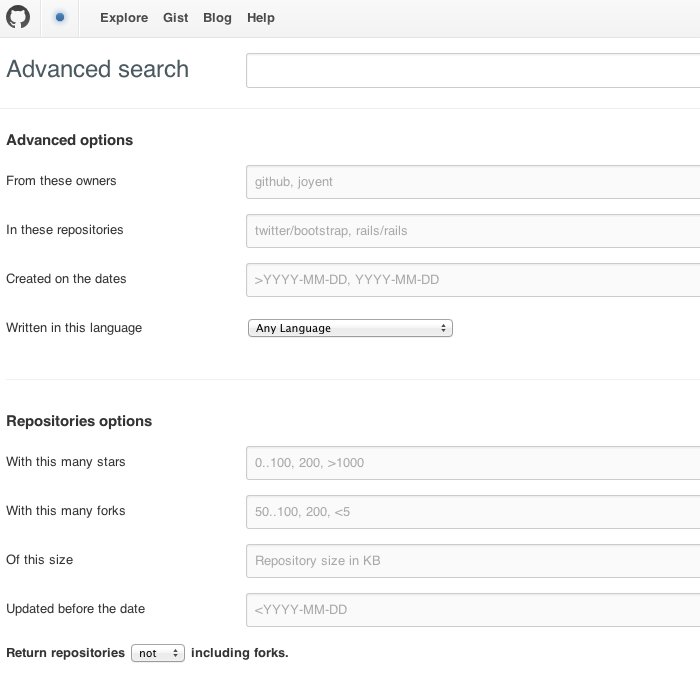 Explore Gist Blog Help
Advanced search
Advanced options
From these owners github, joyent
In these repositories twitter/bootstrap, rails/rails
Created on the dates >YYYY-MM-DD, YYYY-MM-DD
Written in this language Any Language
Repositories options
With this many stars 0..100, 200, >1000
With this many forks 50..100, 200, <5
Of this size Repository size in KB
Updated before the date <YYYY-MM-DD
Return repositories not including forks.